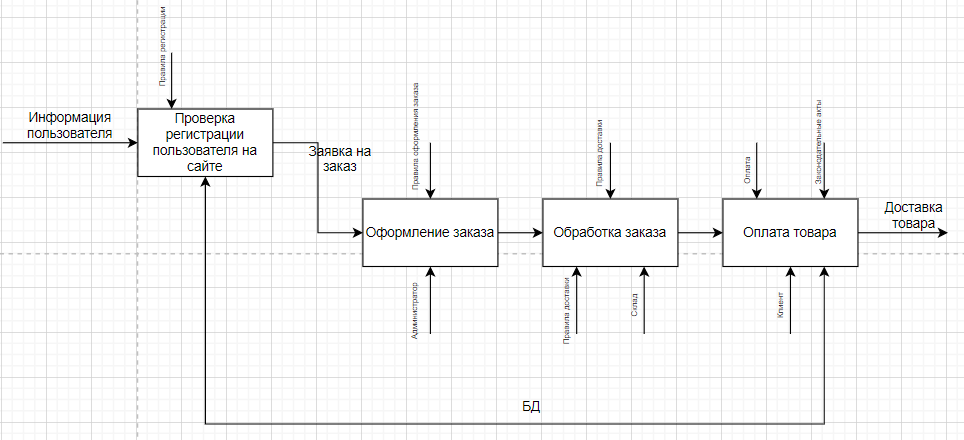 Правила регистрации
Информация
пользователя
Проверка
регистрации
пользователя на
сайте
Заявка на
заказ
Правила оформления заказа
Оформление заказа
Администратор
Правила доставки
Обработка заказа
Правила доставки
Склад
Оплата
Законодательные акты
Оплата товара
Клиент
Доставка
товара
БД